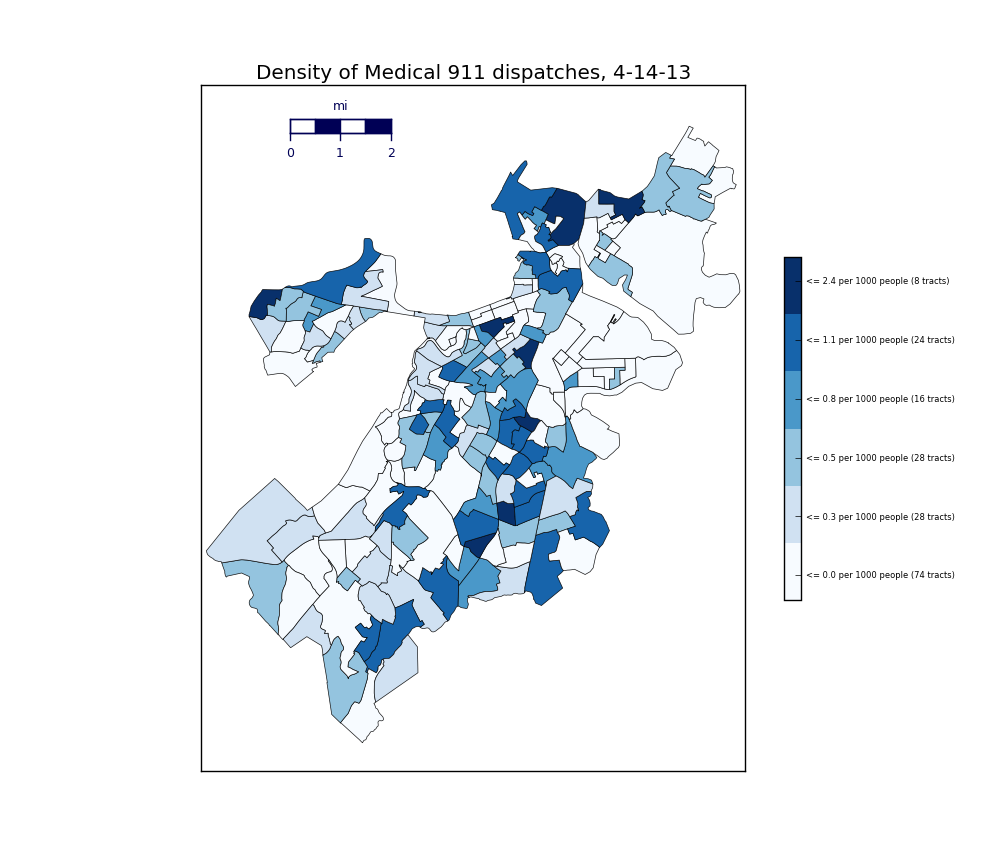 Density of Medical 911 dispatches, 4-14-13
mi
0 1 2
<= 2.4 per 1000 people (8 tracts)
<= 1.1 per 1000 people (24 tracts)
<= 0.8 per 1000 people (16 tracts)
<= 0.5 per 1000 people (28 tracts)
<= 0.3 per 1000 people (28 tracts)
<= 0.0 per 1000 people (74 tracts)